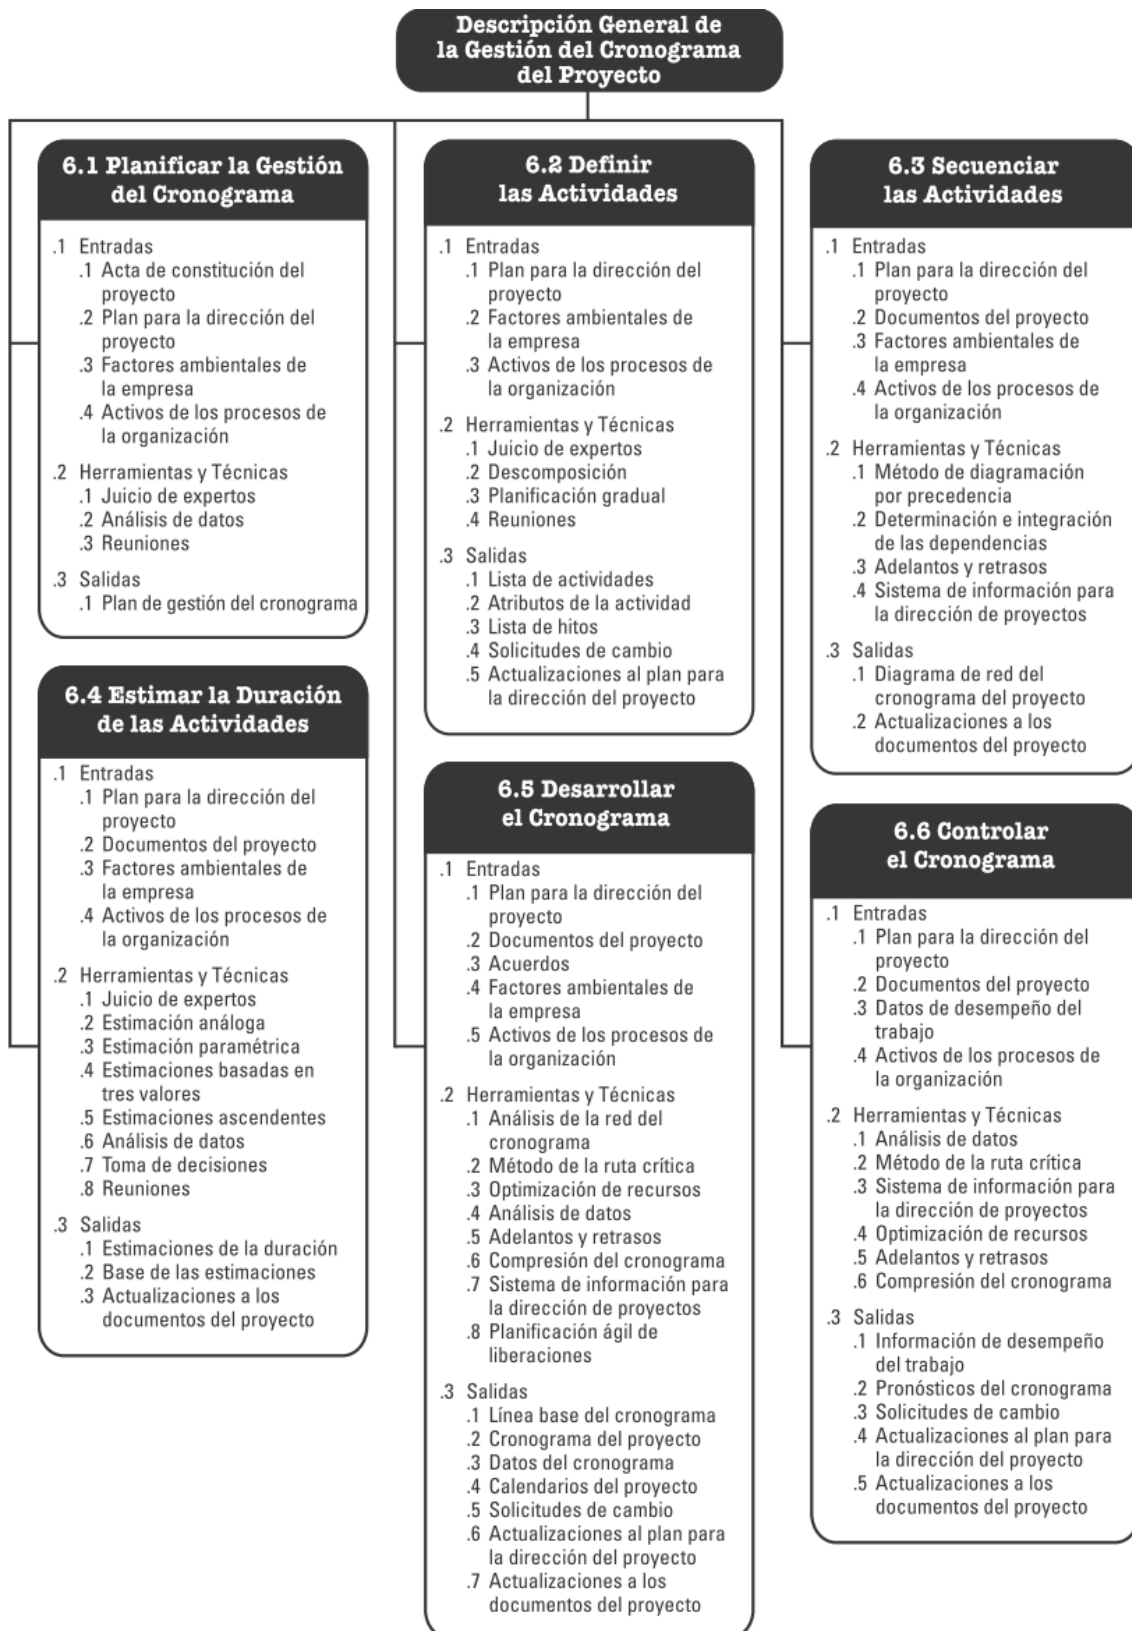 Descripción General de
la Gestión del Cronograma
del Proyecto
6.1 Planificar la Gestión
del Cronograma
.1 Entradas
.1 Acta de constitución del
proyecto
.2 Plan para la dirección del
proyecto
.3 Factores ambientales de
la empresa
.4 Activos de los procesos de
la organización
.2 Herramientas y Técnicas
.1 Juicio de expertos
.2 Análisis de datos
.3 Reuniones
.3 Salidas
.1 Plan de gestión del cronograma
6.2 Definir
las Actividades
.1 Entradas
.1 Plan para la dirección del
proyecto
.2 Factores ambientales de
la empresa
.3 Activos de los procesos de
la organización
.2 Herramientas y Técnicas
.1 Juicio de expertos
.2 Descomposición
.3 Planificación gradual
.4 Reuniones
.3 Salidas
.1 Lista de actividades
.2 Atributos de la actividad
.3 Lista de hitos
.4 Solicitudes de cambio
.5 Actualizaciones al plan para
la dirección del proyecto
6.3 Secuenciar
las Actividades
.1 Entradas
.1 Plan para la dirección del
proyecto
.2 Documentos del proyecto
.3 Factores ambientales de
la empresa
.4 Activos de los procesos de
la organización
.2 Herramientas y Técnicas
.1 Método de diagramación
por precedencia
.2 Determinación e integración
de las dependencias
.3 Adelantos y retrasos
.4 Sistema de información para
la dirección de proyectos
.3 Salidas
.1 Diagrama de red del
cronograma del proyecto
.2 Actualizaciones a los
documentos del proyecto
6.4 Estimar la Duración
de las Actividades
.1 Entradas
.1 Plan para la dirección del
proyecto
.2 Documentos del proyecto
.3 Factores ambientales de
la empresa
.4 Activos de los procesos de
la organización
.2 Herramientas y Técnicas
.1 Juicio de expertos
.2 Estimación análoga
.3 Estimación paramétrica
.4 Estimaciones basadas en
tres valores
.5 Estimaciones ascendentes
.6 Análisis de datos
.7 Toma de decisiones
.8 Reuniones
.3 Salidas
.1 Estimaciones de la duración
.2 Base de las estimaciones
.3 Actualizaciones a los
documentos del proyecto
6.5 Desarrollar
el Cronograma
.1 Entradas
.1 Plan para la dirección del
proyecto
.2 Documentos del proyecto
.3 Acuerdos
.4 Factores ambientales de
la empresa
.5 Activos de los procesos de
la organización
.2 Herramientas y Técnicas
.1 Análisis de la red del
cronograma
.2 Método de la ruta crítica
.3 Optimización de recursos
.4 Análisis de datos
.5 Adelantos y retrasos
.6 Compresión del cronograma
.7 Sistema de información para
la dirección de proyectos
.8 Planificación ágil de
liberaciones
.3 Salidas
.1 Línea base del cronograma
.2 Cronograma del proyecto
.3 Datos del cronograma
.4 Calendarios del proyecto
.5 Solicitudes de cambio
.6 Actualizaciones al plan para
la dirección del proyecto
.7 Actualizaciones a los
documentos del proyecto
6.6 Controlar
el Cronograma
.1 Entradas
.1 Plan para la dirección del
proyecto
.2 Documentos del proyecto
.3 Datos de desempeño del
trabajo
.4 Activos de los procesos de
la organización
.2 Herramientas y Técnicas
.1 Análisis de datos
.2 Método de la ruta crítica
.3 Sistema de información para
la dirección de proyectos
.4 Optimización de recursos
.5 Adelantos y retrasos
.6 Compresión del cronograma
.3 Salidas
.1 Información de desempeño
del trabajo
.2 Pronósticos del cronograma
.3 Solicitudes de cambio
.4 Actualizaciones al plan para
la dirección del proyecto
.5 Actualizaciones a los
documentos del proyecto